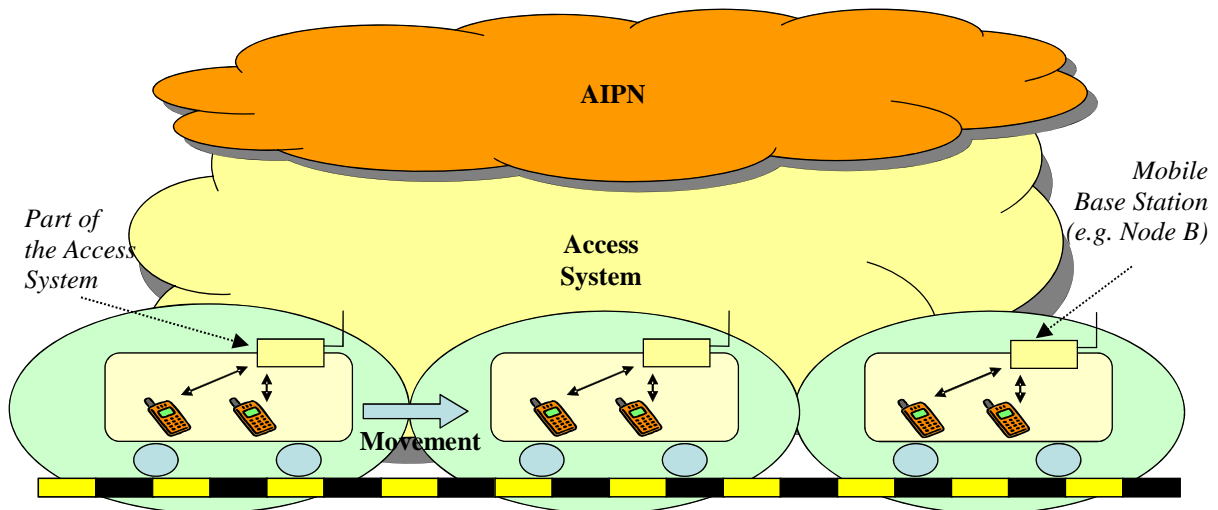 AIPN
Mobile
Base Station
(e.g. Node B)
Part of
the Access
System
Access
System
Movement